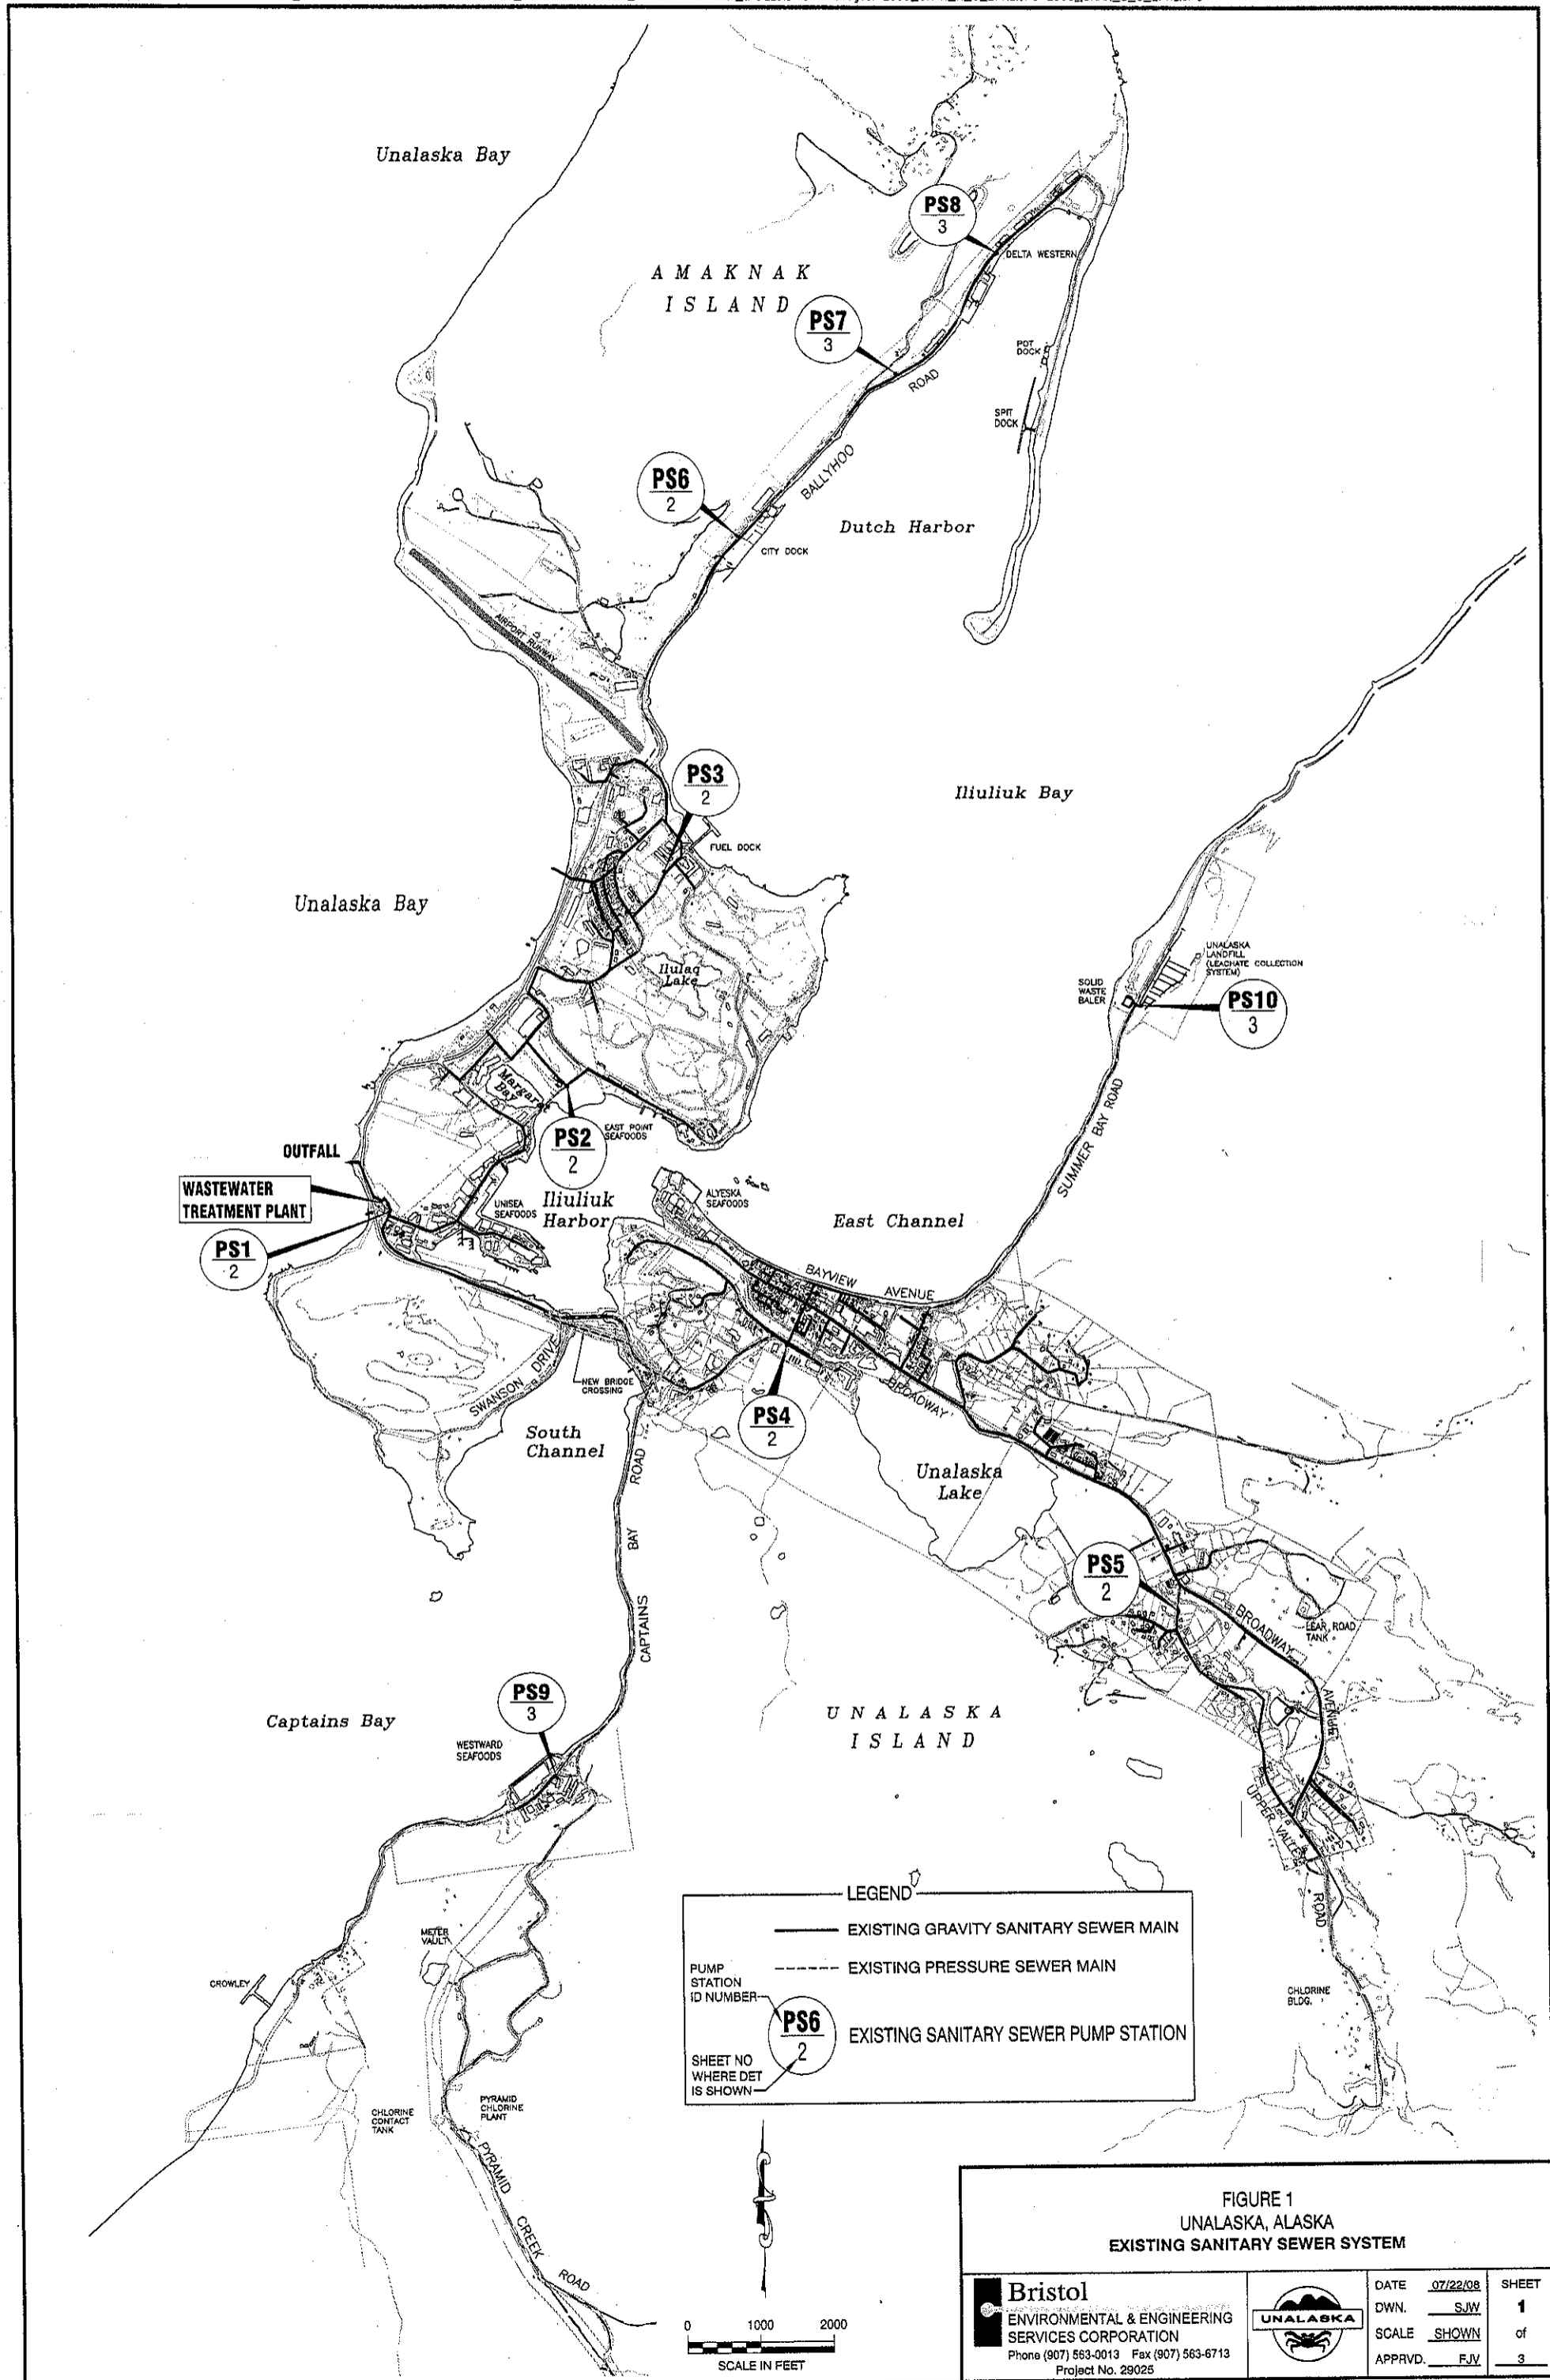 Unalaska Bay
PS8
3
DELTA WESTERN
AMAKNAK
ISLAND
PS7
3
POT
DOCK
ROAD
SPIT
DOCK
PS6
2
BALLYHOO
Dutch Harbor
CITY DOCK
AIRPORT RUNWAY
PS3
2
Iliuliuk Bay
FUEL DOCK
Unalaska Bay
Ilulaq
Lake
UNALASKA
LANDFILL
(LEACHATE COLLECTION
SYSTEM)
SOLID
WASTE
BALER
PS10
3
Margaret
Bay
SUMMER BAY ROAD
EAST POINT
SEAFOODS
PS2
2
OUTFALL
WASTEWATER
TREATMENT PLANT
UNISEA
SEAFOODS
Iliuliuk
Harbor
ALYESKA
SEAFOODS
East Channel
PS1
2
BAYVIEW
AVENUE
SWANSON DRIVE
NEW BRIDGE
CROSSING
BROADWAY
PS4
2
South
Channel
Unalaska
Lake
CAPTAINS BAY ROAD
PS5
2
BROADWAY
LEAR ROAD
TANK
AVENUE
PS9
3
Captains Bay
UNALASKA
ISLAND
WESTWARD
SEAFOODS
UPPER VALLEY
ROAD
METER
VAULT
CROWLEY
CHLORINE
BLDG.
CHLORINE
CONTACT
TANK
PYRAMID
CHLORINE
PLANT
PYRAMID
CREEK
ROAD
LEGEND
EXISTING GRAVITY SANITARY SEWER MAIN
EXISTING PRESSURE SEWER MAIN
PUMP
STATION
ID NUMBER
PS6
2
EXISTING SANITARY SEWER PUMP STATION
SHEET NO
WHERE DET
IS SHOWN
0 1000 2000
SCALE IN FEET
FIGURE 1
UNALASKA, ALASKA
EXISTING SANITARY SEWER SYSTEM
Bristol
ENVIRONMENTAL & ENGINEERING
SERVICES CORPORATION
Phone (907) 563-0013 Fax (907) 563-6713
Project No. 29025
UNALASKA
DATE 07/22/08
DWN. SJW
SCALE SHOWN
APPRVD. FJV
SHEET
1
of
3